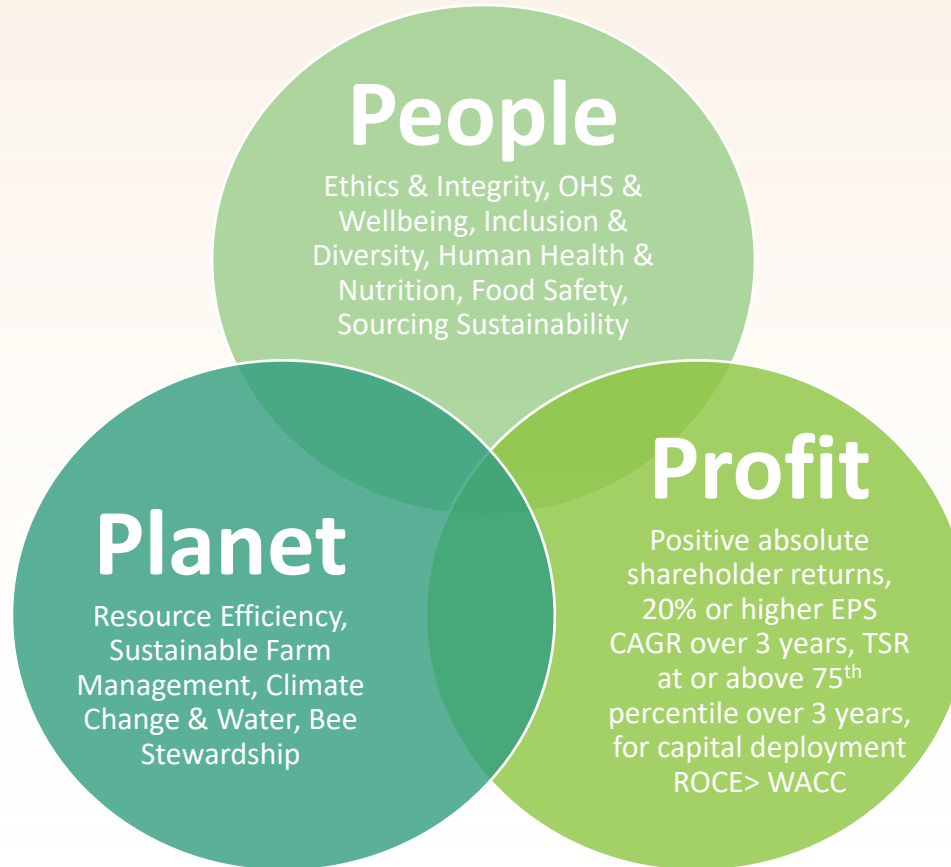 People
Ethics & Integrity, OHS &
Wellbeing, Inclusion &
Diversity, Human Health &
Nutrition, Food Safety,
Sourcing Sustainability
Planet
Resource Efficiency,
Sustainable Farm
Management, Climate
Change & Water, Bee
Stewardship
Profit
Positive absolute
shareholder returns,
20% or higher EPS
CAGR over 3 years, TSR
at or above 75th
percentile over 3 years,
for capital deployment
ROCE> WACC